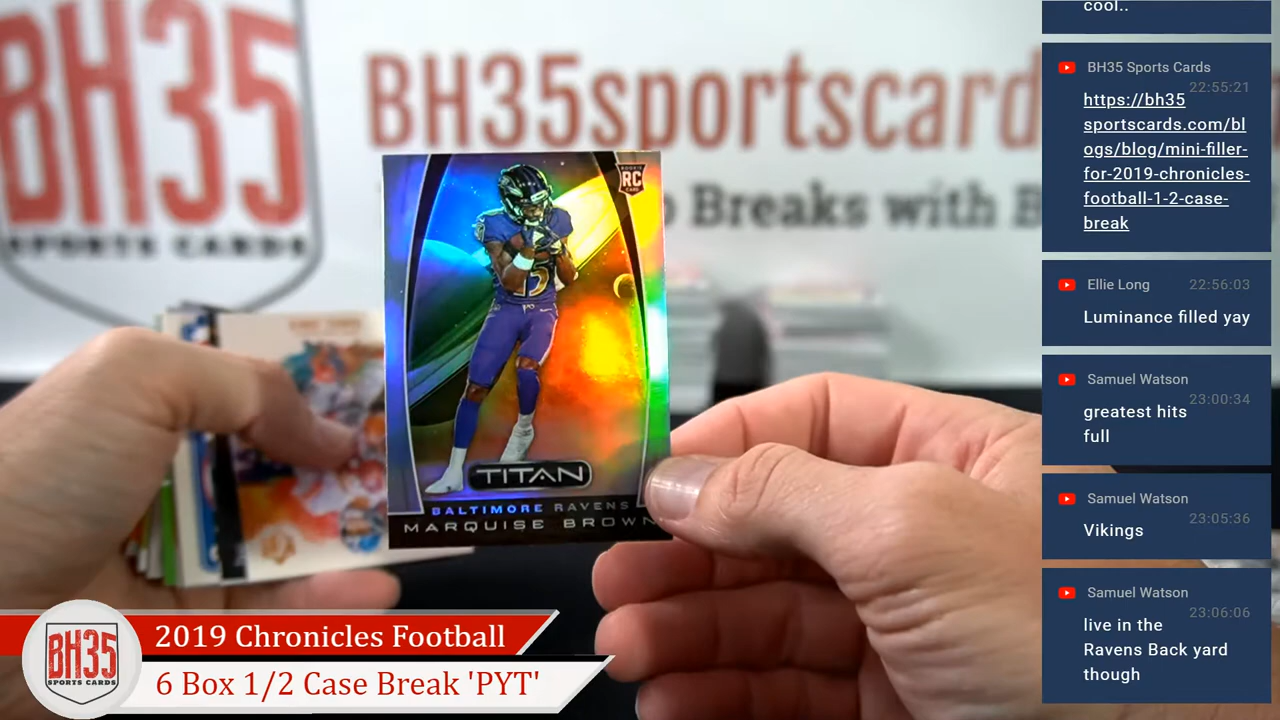 BH35
SPORTS CARDS
BH35sportscard
Breaks with B
RC
TITAN
BALTIMORE RAVENS
MARQUISE BROWN
BH35
SPORTS CARDS
2019 Chronicles Football
6 Box 1/2 Case Break 'PYT'
cool..
BH35 Sports Cards
22:55:21
https://bh35
sportscards.com/bl
ogs/blog/mini-filler-
for-2019-chronicles-
football-1-2-case-
break
Ellie Long 22:56:03
Luminance filled yay
Samuel Watson
23:00:34
greatest hits
full
Samuel Watson
23:05:36
Vikings
Samuel Watson
23:06:06
live in the
Ravens Back yard
though